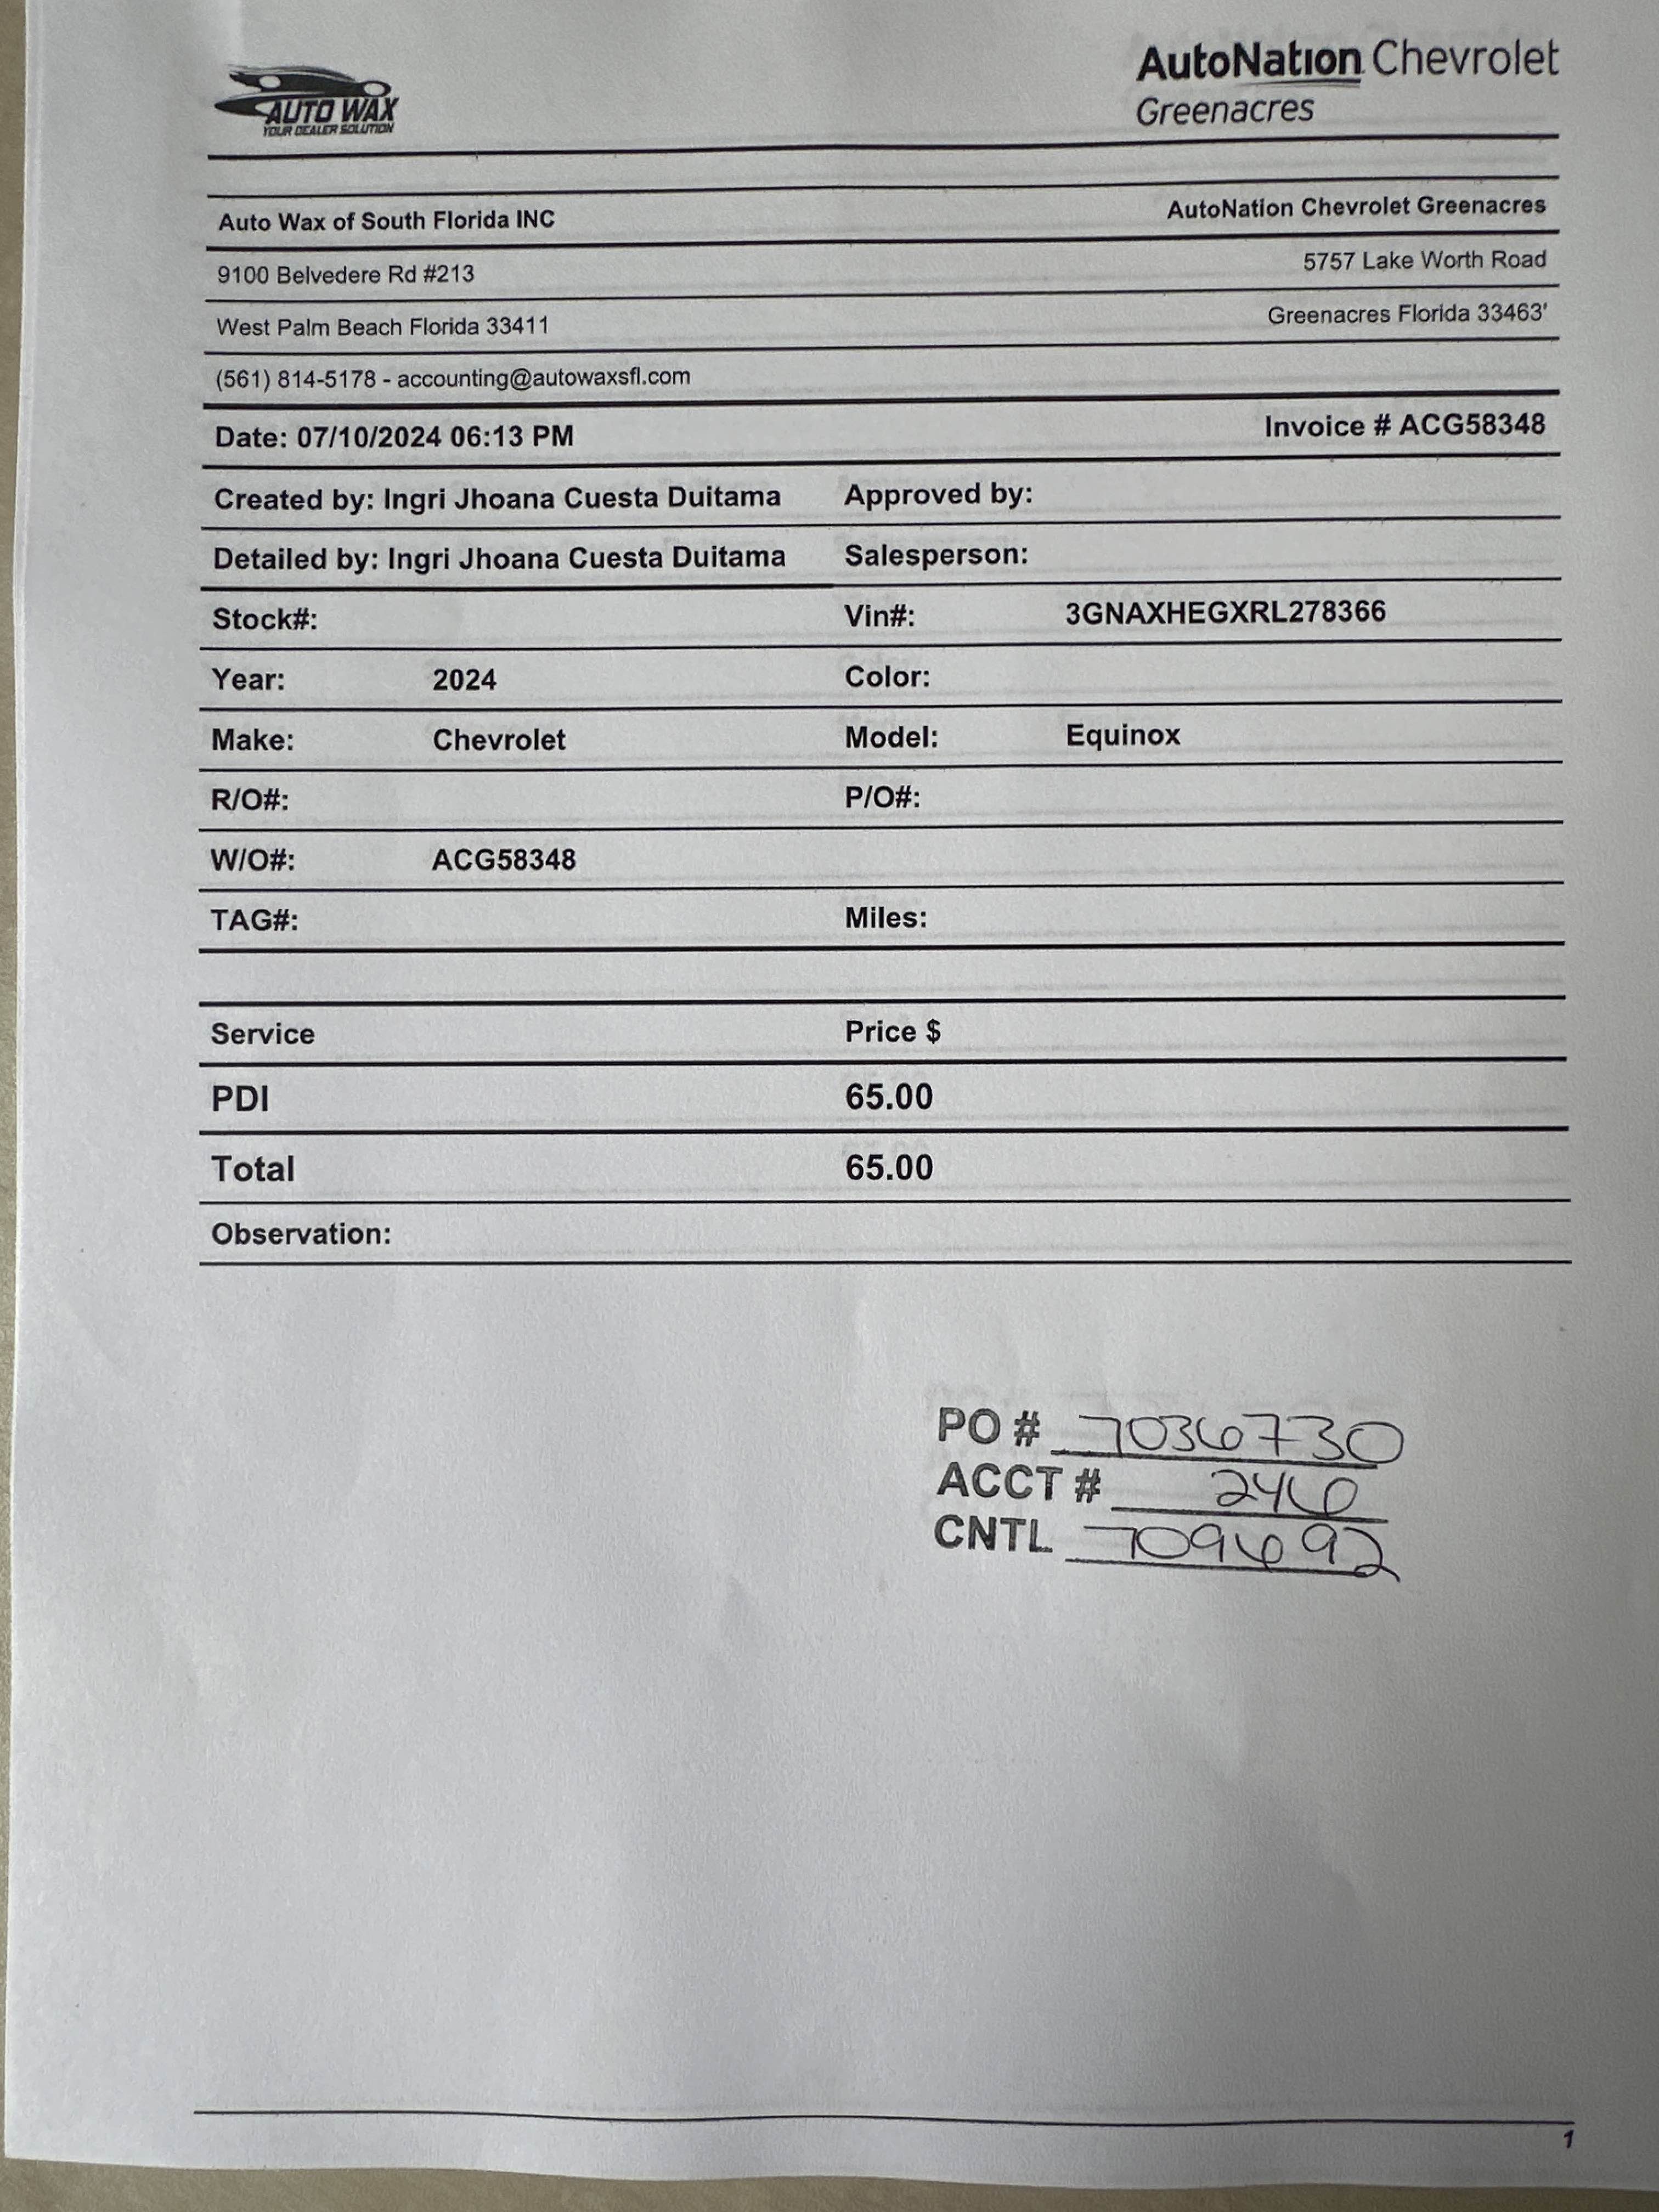 AUTO WAX
YOUR DEALER SOLUTION
AutoNation Chevrolet
Greenacres
Auto Wax of South Florida INC AutoNation Chevrolet Greenacres
9100 Belvedere Rd #213 5757 Lake Worth Road
West Palm Beach Florida 33411 Greenacres Florida 33463'
(561) 814-5178 - accounting@autowaxsfl.com
Date: 07/10/2024 06:13 PM Invoice # ACG58348
Created by: Ingri Jhoana Cuesta Duitama Approved by:
Detailed by: Ingri Jhoana Cuesta Duitama Salesperson:
Stock#: Vin#: 3GNAXHEGXRL278366
Year: 2024 Color:
Make: Chevrolet Model: Equinox
R/O#: P/O#:
W/O#: ACG58348
TAG#: Miles:
Service Price $
PDI 65.00
Total 65.00
Observation:
PO # 7036730
ACCT # 246
CNTL 7094692
1